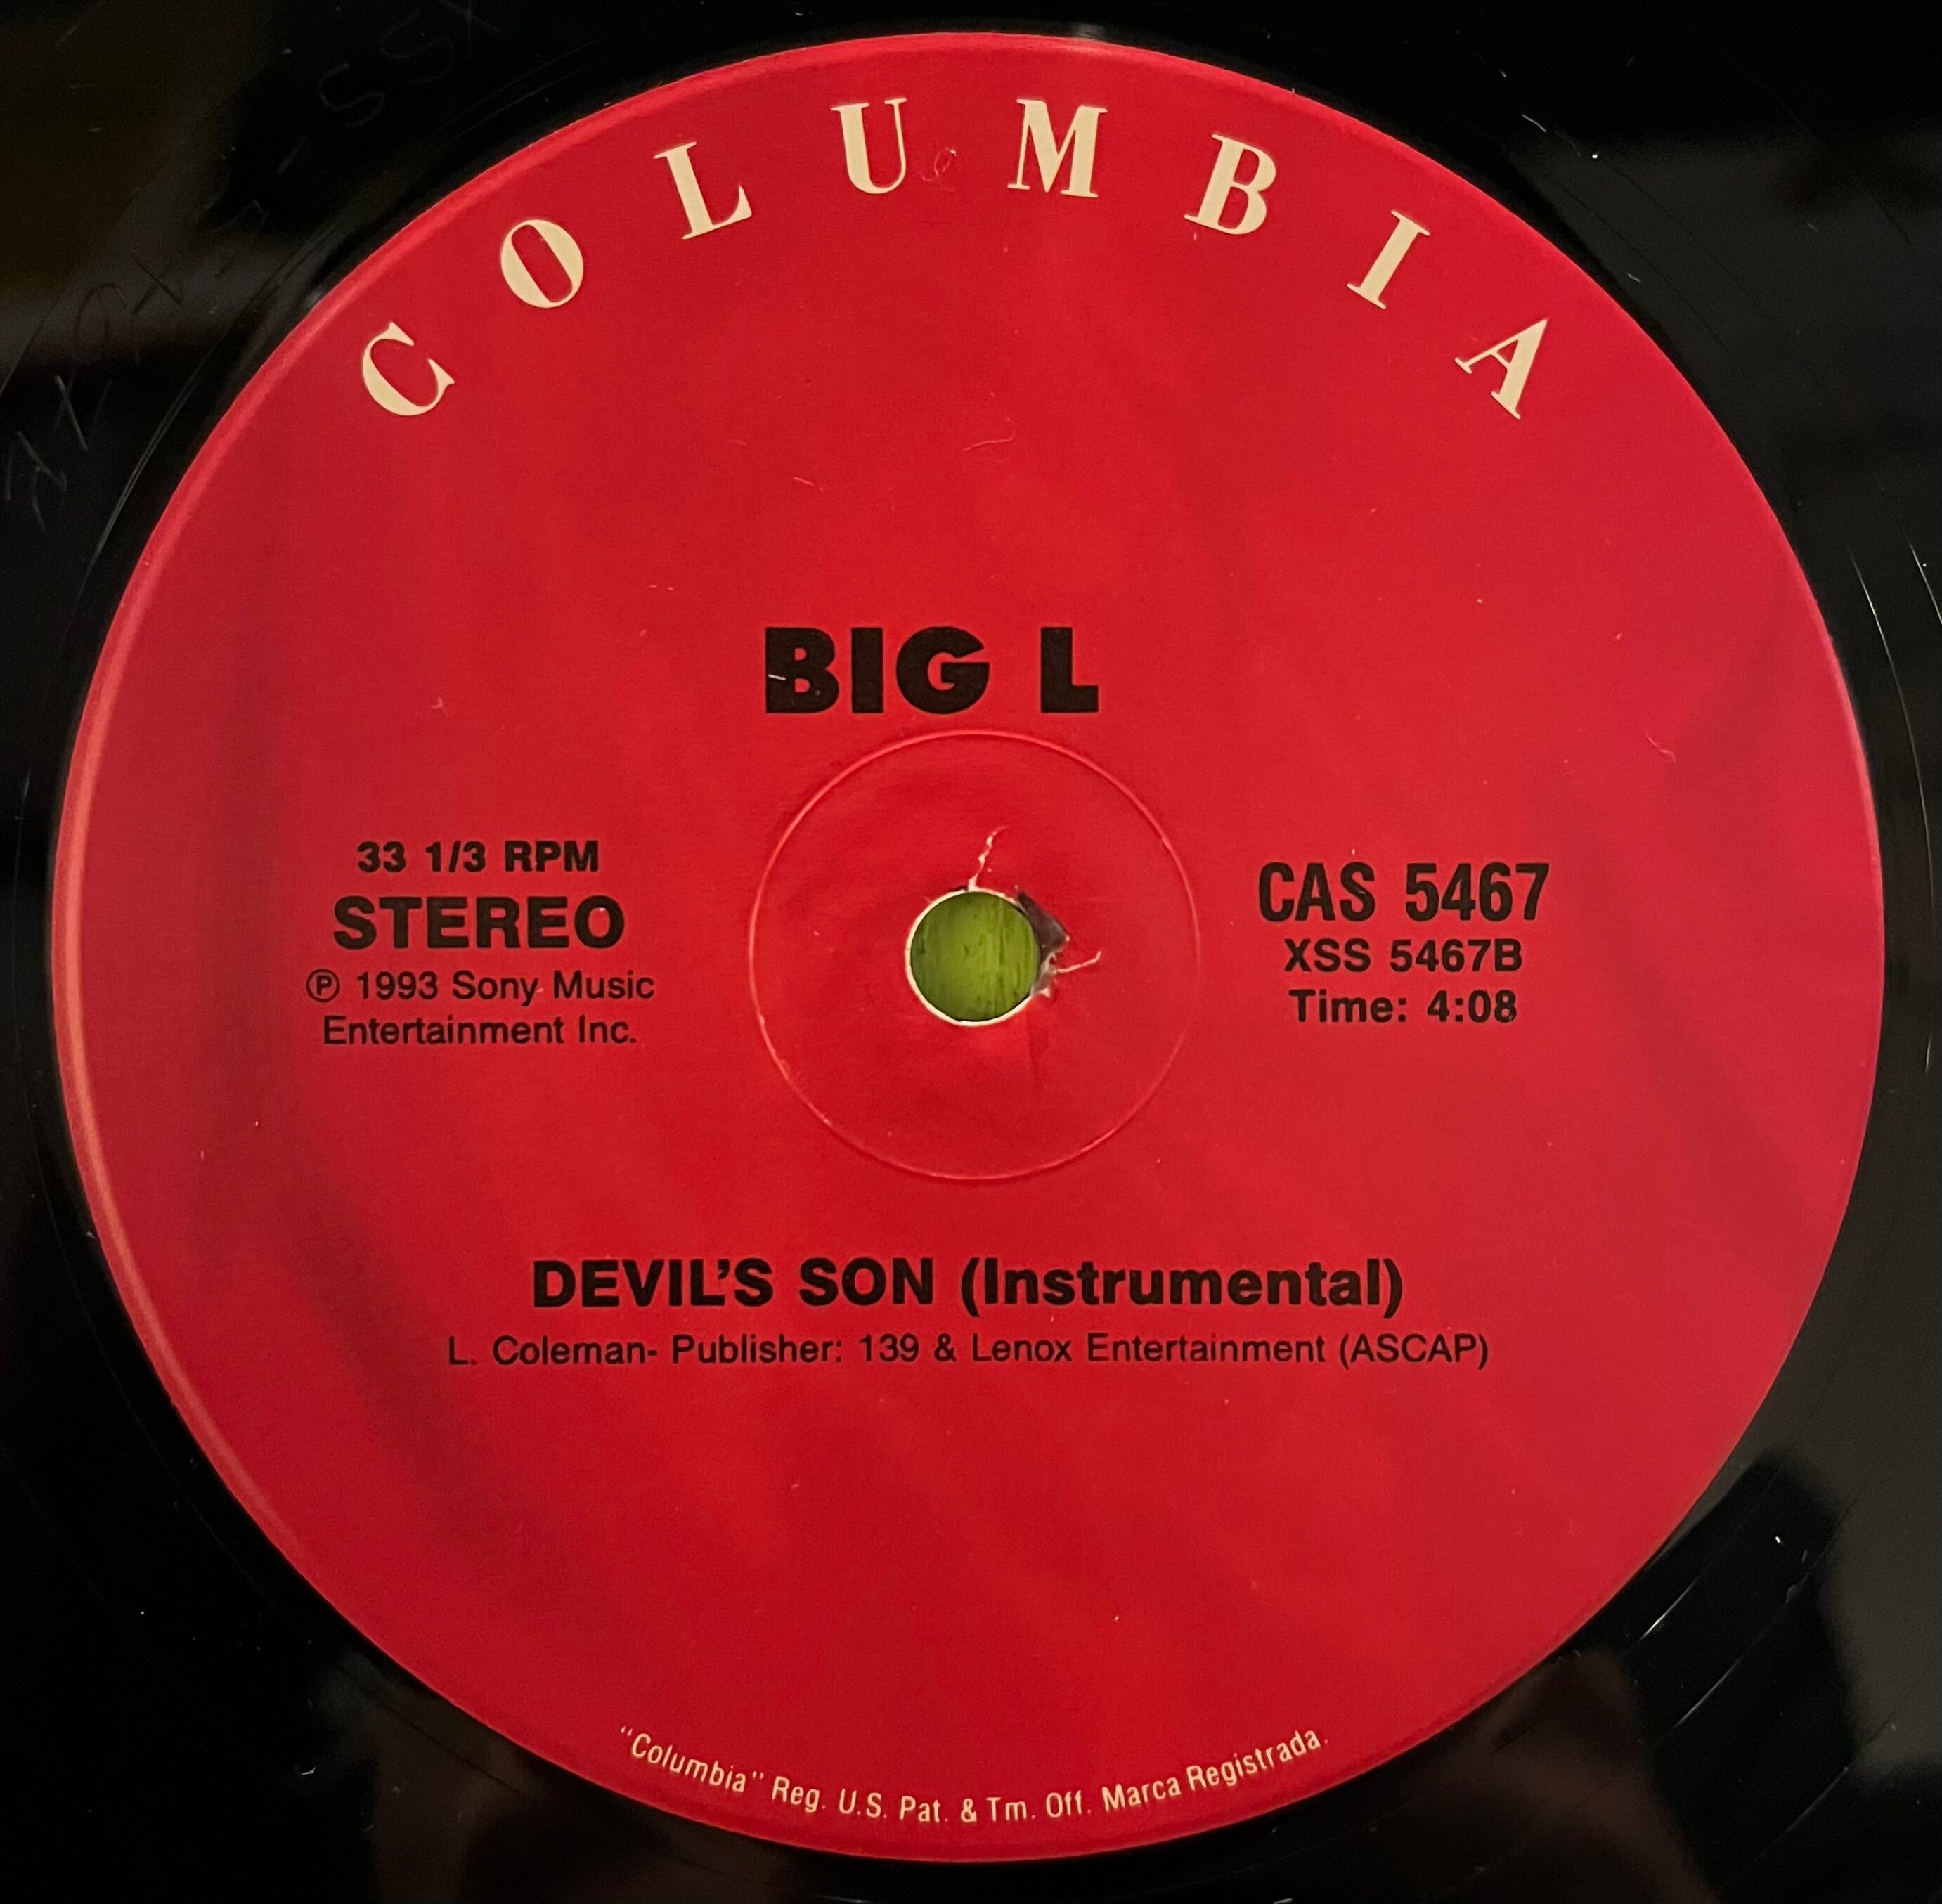 COLUMBIA
BIG L
33 1/3 RPM
STEREO
℗ 1993 Sony Music
Entertainment Inc.
CAS 5467
XSS 5467B
Time: 4:08
DEVIL'S SON (Instrumental)
L. Coleman- Publisher: 139 & Lenox Entertainment (ASCAP)
"Columbia" Reg. U.S. Pat. & Tm. Off. Marca Registrada.